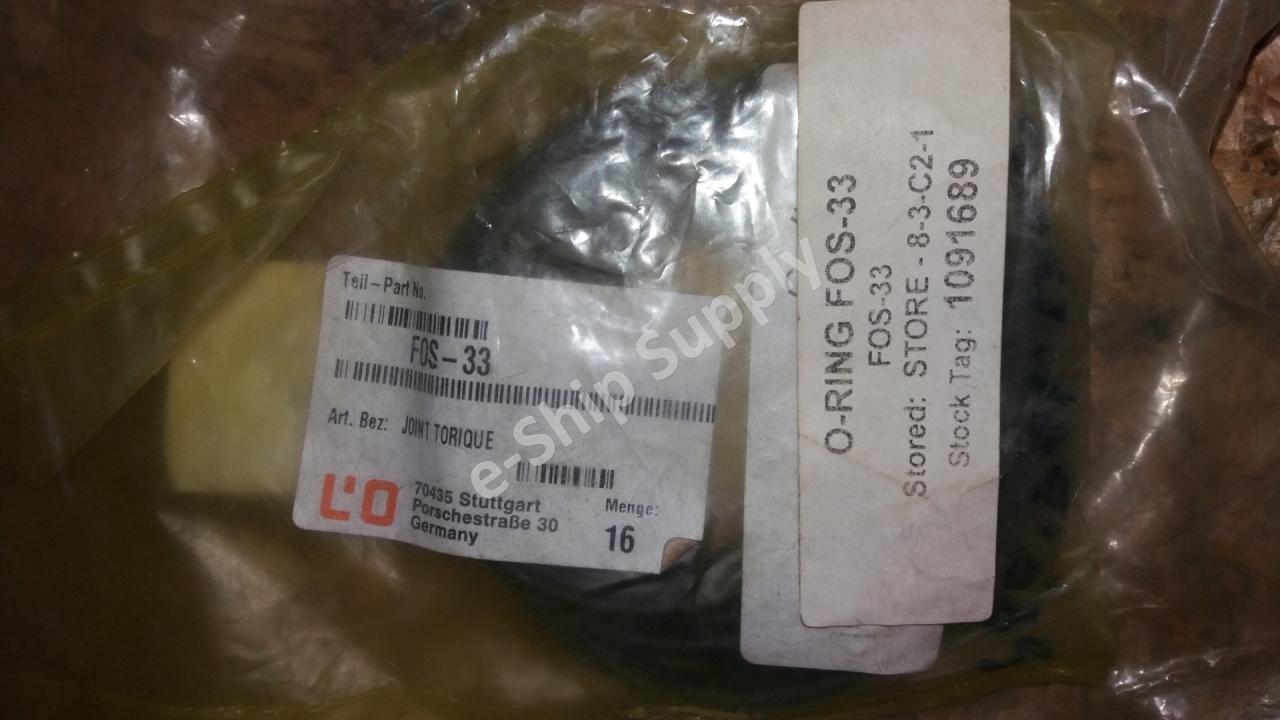 Teil-Part No.
FOS-33
Art. Bez: JOINT TORIQUE
L'O
70435 Stuttgart
Porschestraße 30
Germany
Menge:
16
O-RING FOS-33
FOS-33
Stored: STORE - 8-3-C2-1
Stock Tag: 1091689
e-Ship Supply